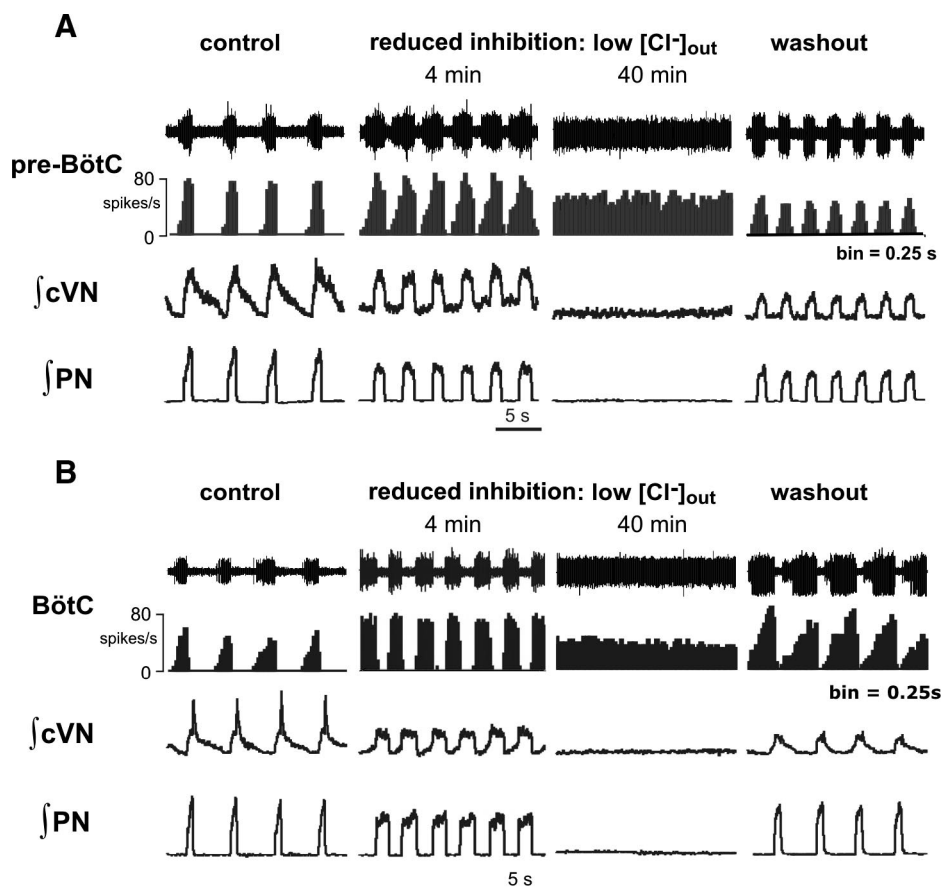 A
control
reduced inhibition: low [Cl-]out
washout
4 min
40 min
pre-BötC
80
spikes/s
0
bin = 0.25 s
∫cVN
∫PN
5 s
B
control
reduced inhibition: low [Cl-]out
washout
4 min
40 min
BötC
80
spikes/s
0
bin = 0.25s
∫cVN
∫PN
5 s